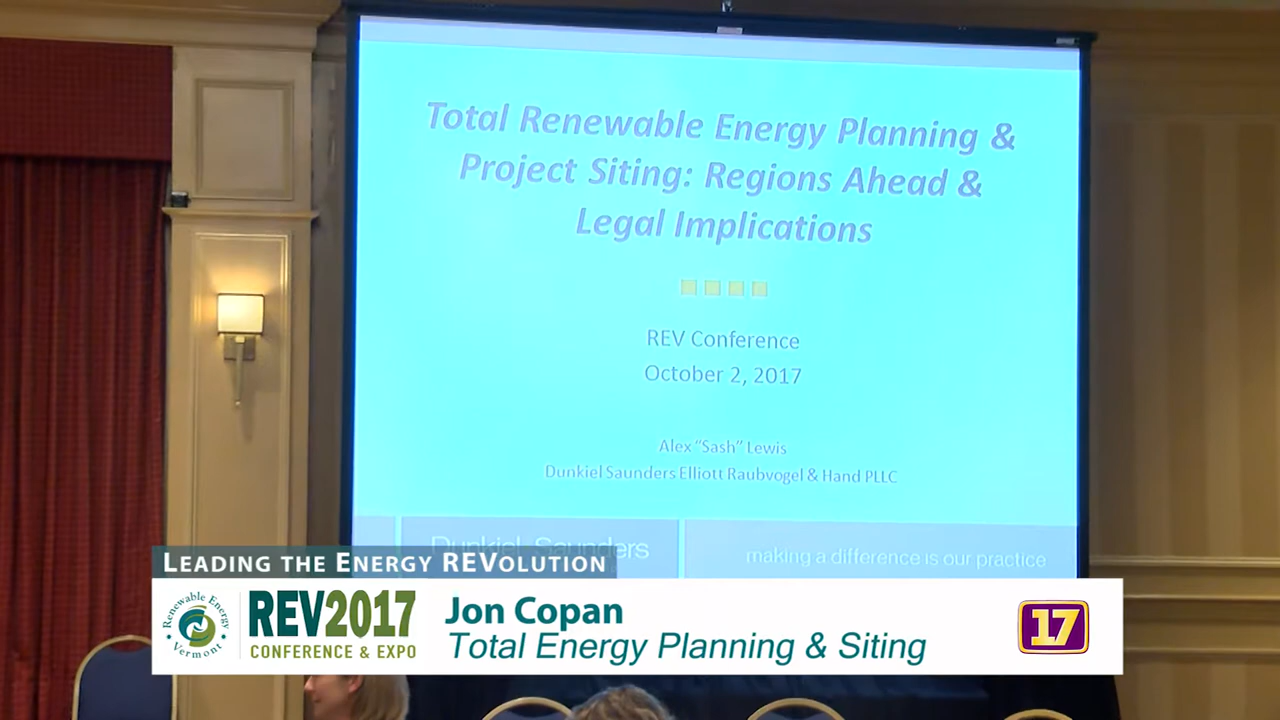 Total Renewable Energy Planning &
Project Siting: Regions Ahead &
Legal Implications
REV Conference
October 2, 2017
Alex "Sash" Lewis
Dunkiel Saunders Elliott Raubvogel & Hand PLLC
Dunkiel Saunders
making a difference is our practice
LEADING THE ENERGY REVOLUTION
Renewable Energy
Vermont
REV2017
CONFERENCE & EXPO
Jon Copan
Total Energy Planning & Siting
17